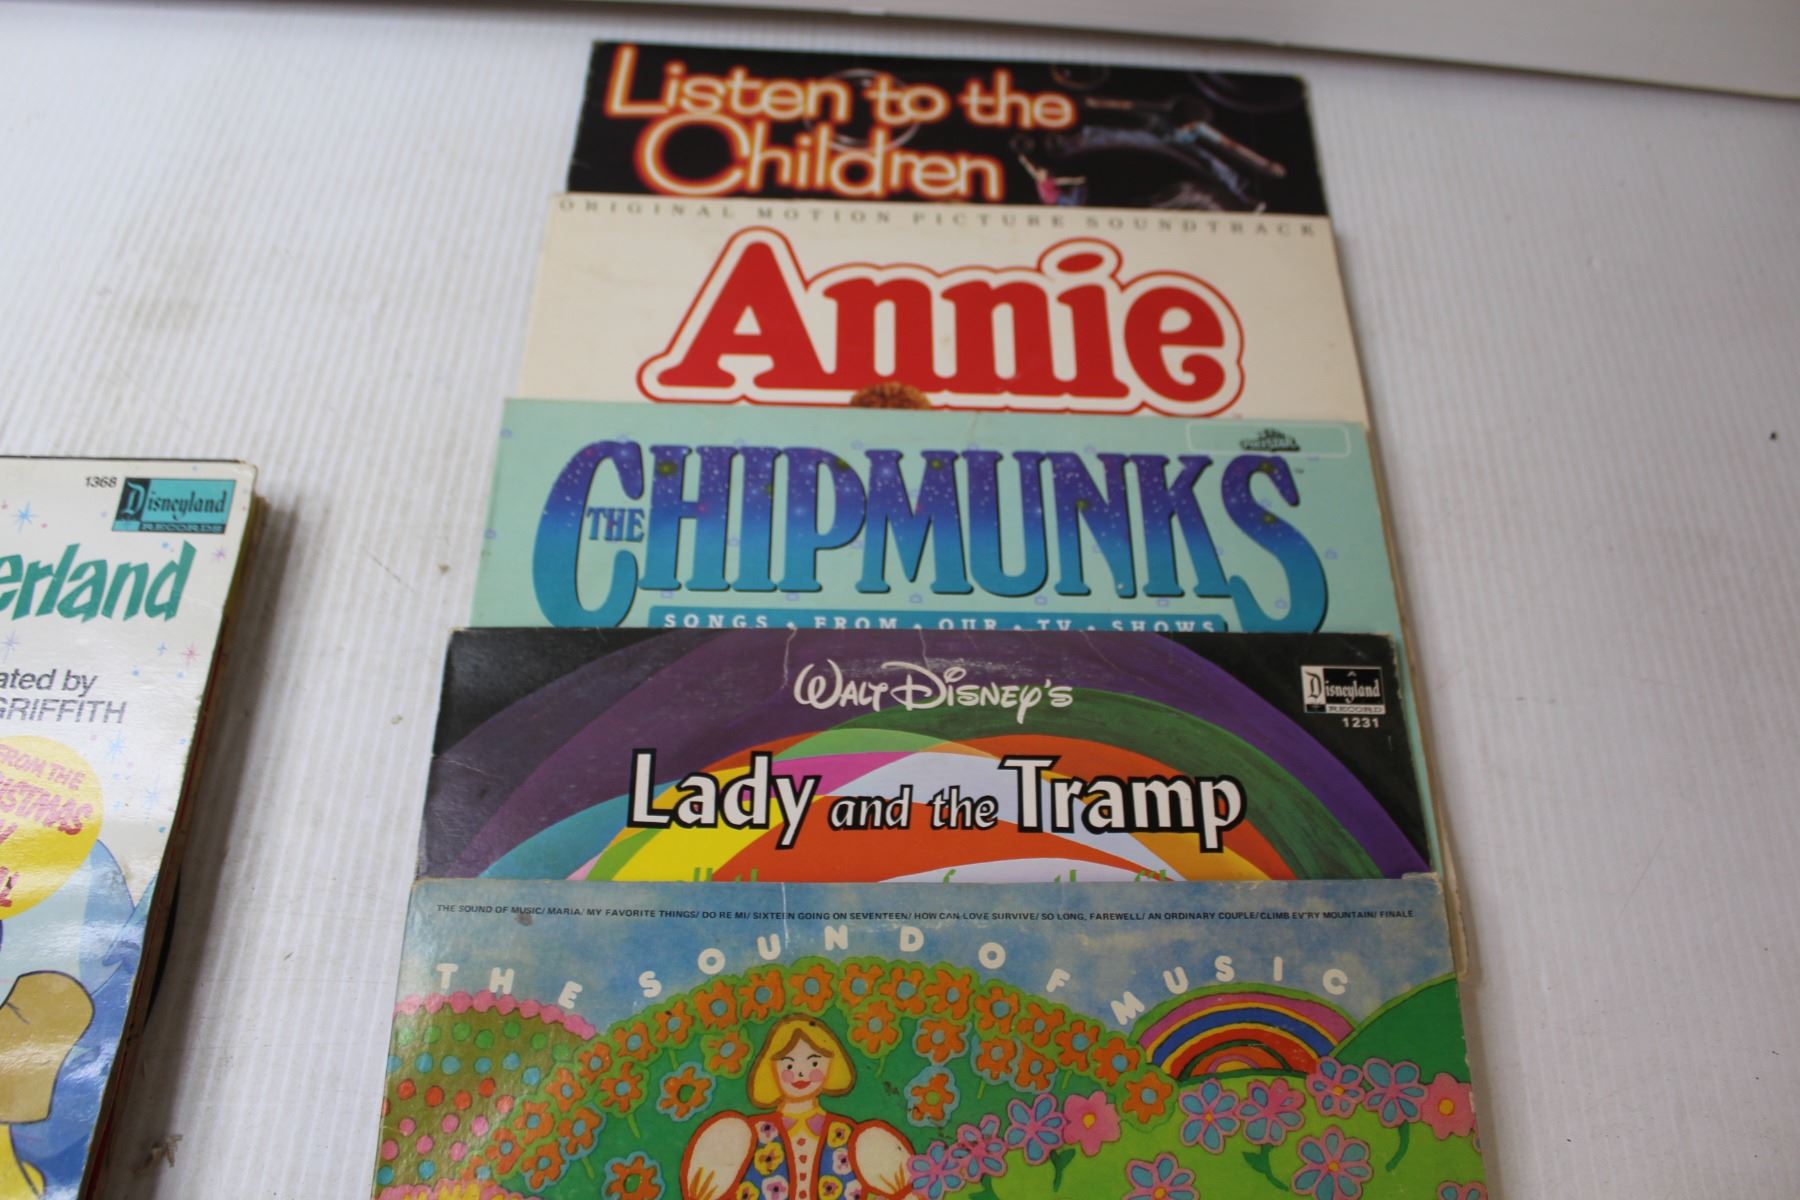 Listen to the
Children
ORIGINAL MOTION PICTURE SOUNDTRACK
Annie
THE CHIPMUNKS
SONGS • FROM • OUR • TV • SHOWS
WALT DISNEY'S
Disneyland
RECORD
1231
Lady and the Tramp
THE SOUND OF MUSIC/ MARIA/ MY FAVORITE THINGS/ DO RE MI/ SIXTEEN GOING ON SEVENTEEN/ HOW CAN LOVE SURVIVE/ SO LONG, FAREWELL/ AN ORDINARY COUPLE/CLIMB EV'RY MOUNTAIN/ FINALE
THE SOUND OF MUSIC
1368
Disneyland
RECORDS
erland
ated by
GRIFFITH
FROM THE